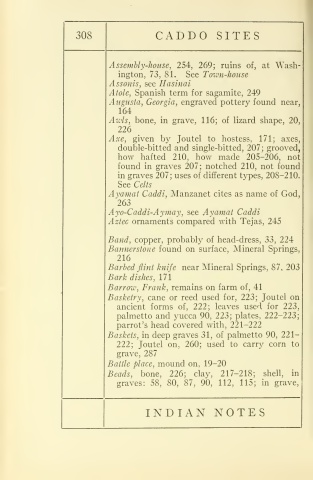 308
CADDO SITES
Assembly-house, 254, 269; ruins of, at Wash-
ington, 73, 81. See Town-house
Assonis, see Hasinai
Atole, Spanish term for sagamite, 249
Augusta, Georgia, engraved pottery found near,
164
Awls, bone, in grave, 116; of lizard shape, 20,
226
Axe, given by Joutel to hostess, 171; axes,
double-bitted and single-bitted, 207; grooved,
how hafted 210, how made 205–206, not
found in graves 207; notched 210, not found
in graves 207; uses of different types, 208–210.
See Celts
Ayamat Caddi, Manzanet cites as name of God,
263
Ayo-Caddi-Aymay, see Ayamat Caddi
Aztec ornaments compared with Tejas, 245
Band, copper, probably of head-dress, 33, 224
Bannerstone found on surface, Mineral Springs,
216
Barbed flint knife near Mineral Springs, 87, 203
Bark dishes, 171
Barrow, Frank, remains on farm of, 41
Basketry, cane or reed used for, 223; Joutel on
ancient forms of, 222; leaves used for 223,
palmetto and yucca 90, 223; plates, 222–223;
parrot's head covered with, 221–222
Baskets, in deep graves 51, of palmetto 90, 221–
222; Joutel on, 260; used to carry corn to
grave, 287
Battle place, mound on, 19–20
Beads, bone, 226; clay, 217–218; shell, in
graves: 58, 80, 87, 90, 112, 115; in grave,
INDIAN NOTES